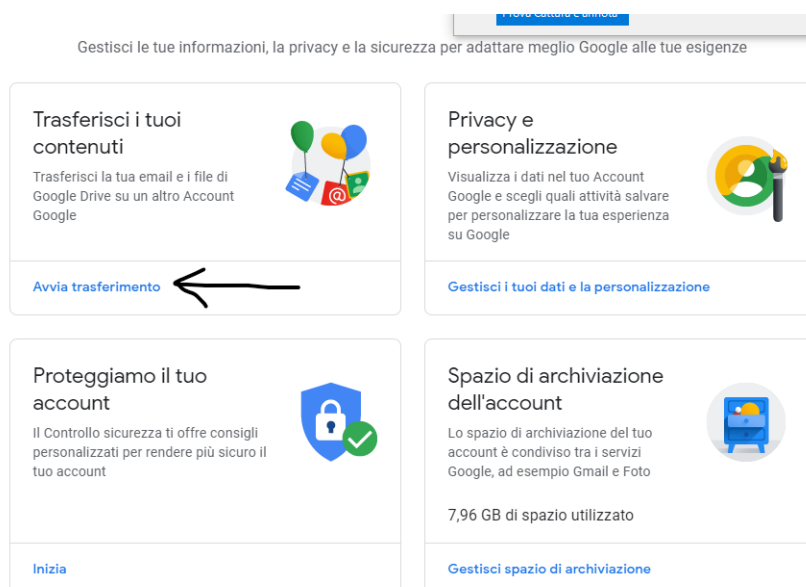 Prova Cattura e annota
Gestisci le tue informazioni, la privacy e la sicurezza per adattare meglio Google alle tue esigenze
Trasferisci i tuoi
contenuti
Trasferisci la tua email e i file di
Google Drive su un altro Account
Google
Avvia trasferimento
Privacy e
personalizzazione
Visualizza i dati nel tuo Account
Google e scegli quali attività salvare
per personalizzare la tua esperienza
su Google
Gestisci i tuoi dati e la personalizzazione
Proteggiamo il tuo
account
Il Controllo sicurezza ti offre consigli
personalizzati per rendere più sicuro il
tuo account
Inizia
Spazio di archiviazione
dell'account
Lo spazio di archiviazione del tuo
account è condiviso tra i servizi
Google, ad esempio Gmail e Foto
7,96 GB di spazio utilizzato
Gestisci spazio di archiviazione